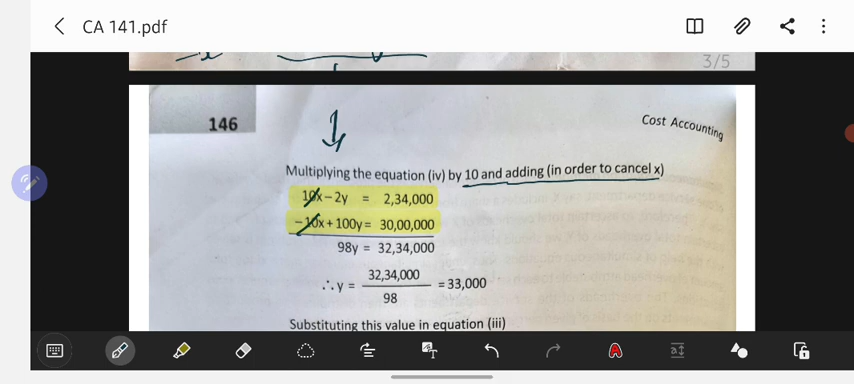 CA 141.pdf
3/5
146
Cost Accounting
Multiplying the equation (iv) by 10 and adding (in order to cancel x)
10x – 2y = 2,34,000
– 10x + 100y = 30,00,000
98y = 32,34,000
∴ y = 32,34,000 / 98 = 33,000
Substituting this value in equation (iii)